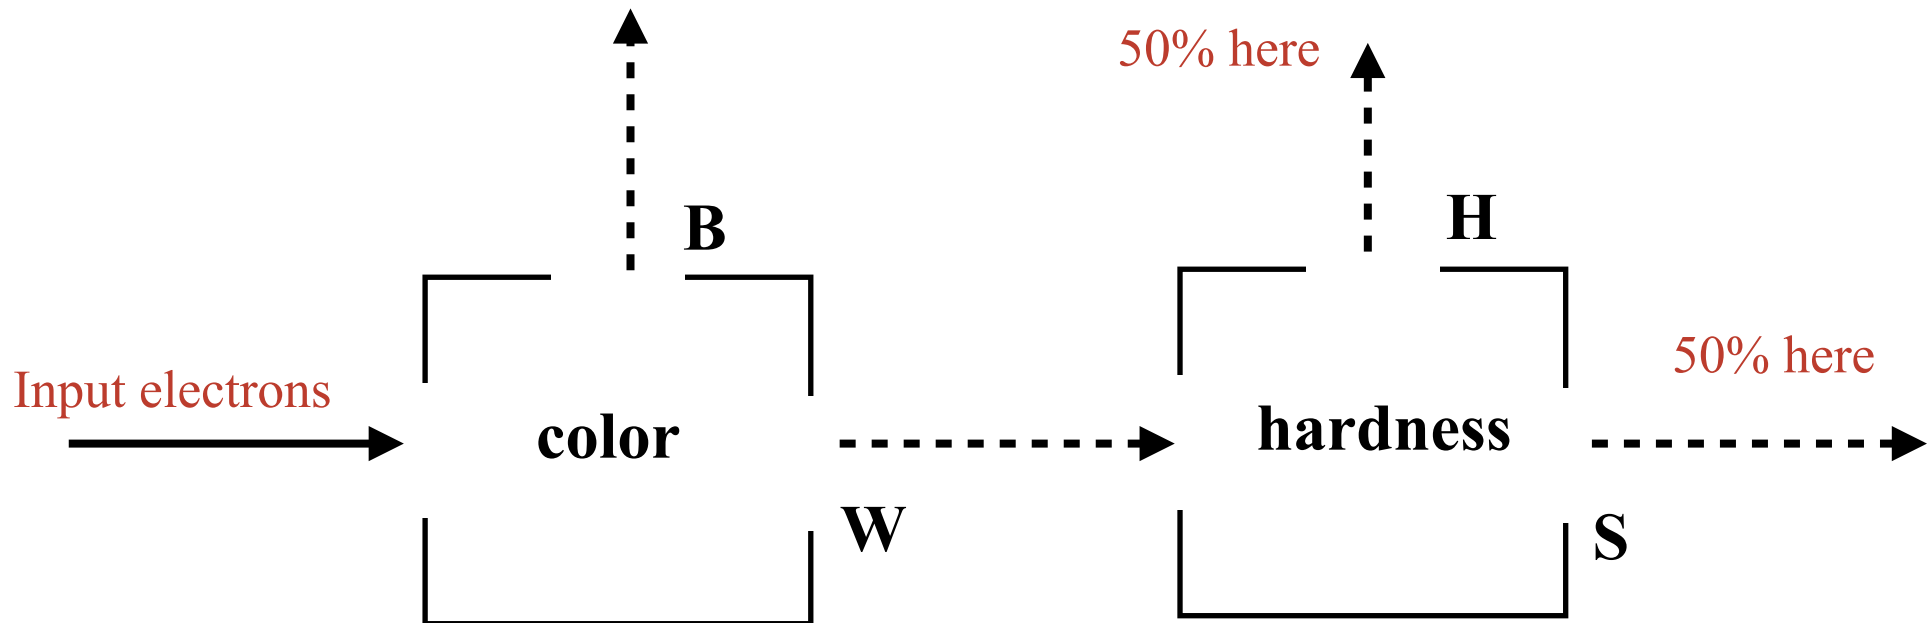 50% here
B
H
50% here
Input electrons
color
hardness
W
S